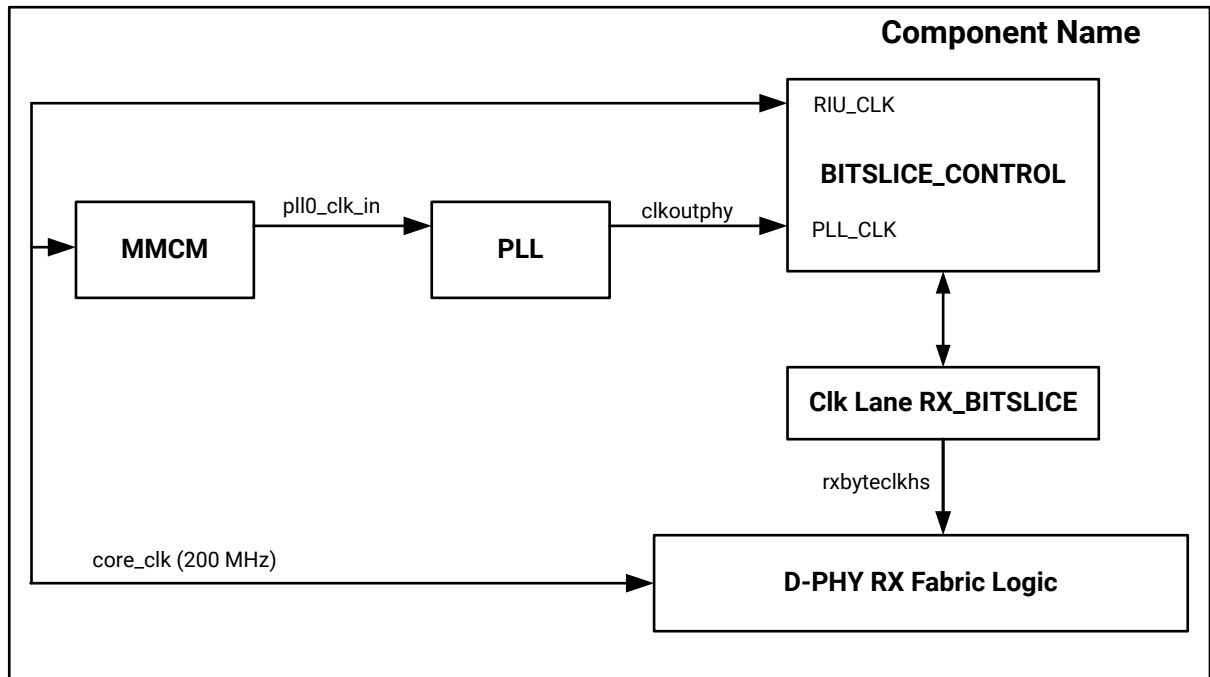 Component Name
RIU_CLK
BITSLICE_CONTROL
pll0_clk_in
clkoutphy
PLL_CLK
MMCM
PLL
Clk Lane RX_BITSLICE
rxbyteclkhs
core_clk (200 MHz)
D-PHY RX Fabric Logic